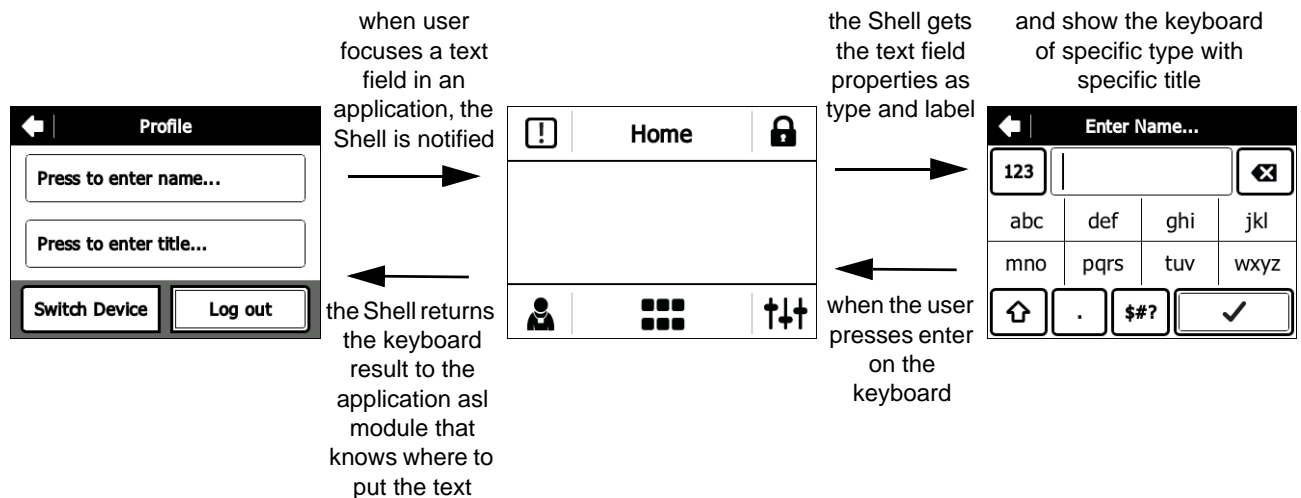 when user
focuses a text
field in an
application, the
Shell is notified
the Shell gets
the text field
properties as
type and label
and show the keyboard
of specific type with
specific title
Profile
Press to enter name...
Press to enter title...
Switch Device
Log out
Home
Enter Name...
123
abc
def
ghi
jkl
mno
pqrs
tuv
wxyz
.
$#?
the Shell returns
the keyboard
result to the
application asl
module that
knows where to
put the text
when the user
presses enter
on the
keyboard